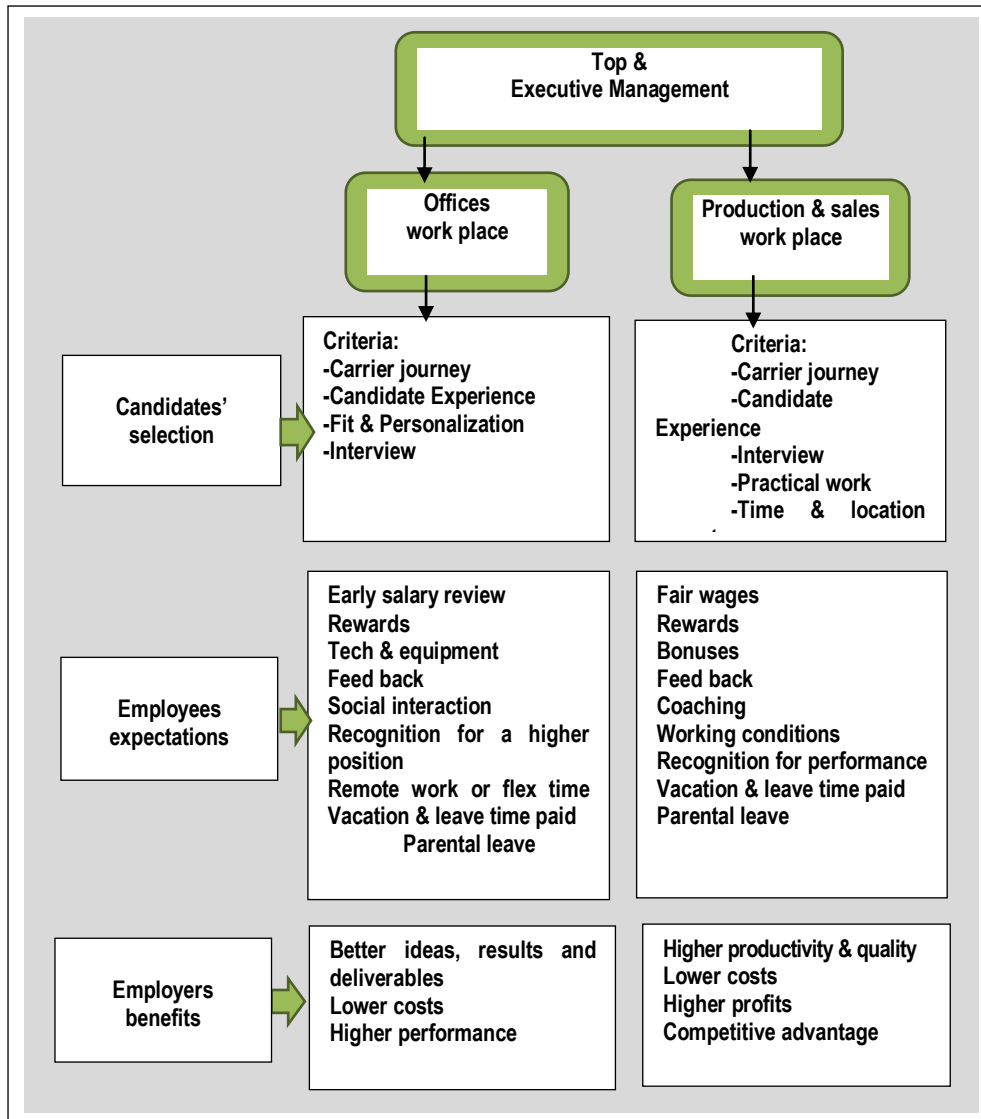 Top &
Executive Management
Offices
work place
Production & sales
work place
Candidates'
selection
Criteria:
-Carrier journey
-Candidate Experience
-Fit & Personalization
-Interview
Criteria:
-Carrier journey
-Candidate
Experience
-Interview
-Practical work
-Time & location
Employees
expectations
Early salary review
Rewards
Tech & equipment
Feed back
Social interaction
Recognition for a higher
position
Remote work or flex time
Vacation & leave time paid
Parental leave
Fair wages
Rewards
Bonuses
Feed back
Coaching
Working conditions
Recognition for performance
Vacation & leave time paid
Parental leave
Employers
benefits
Better ideas, results and
deliverables
Lower costs
Higher performance
Higher productivity & quality
Lower costs
Higher profits
Competitive advantage